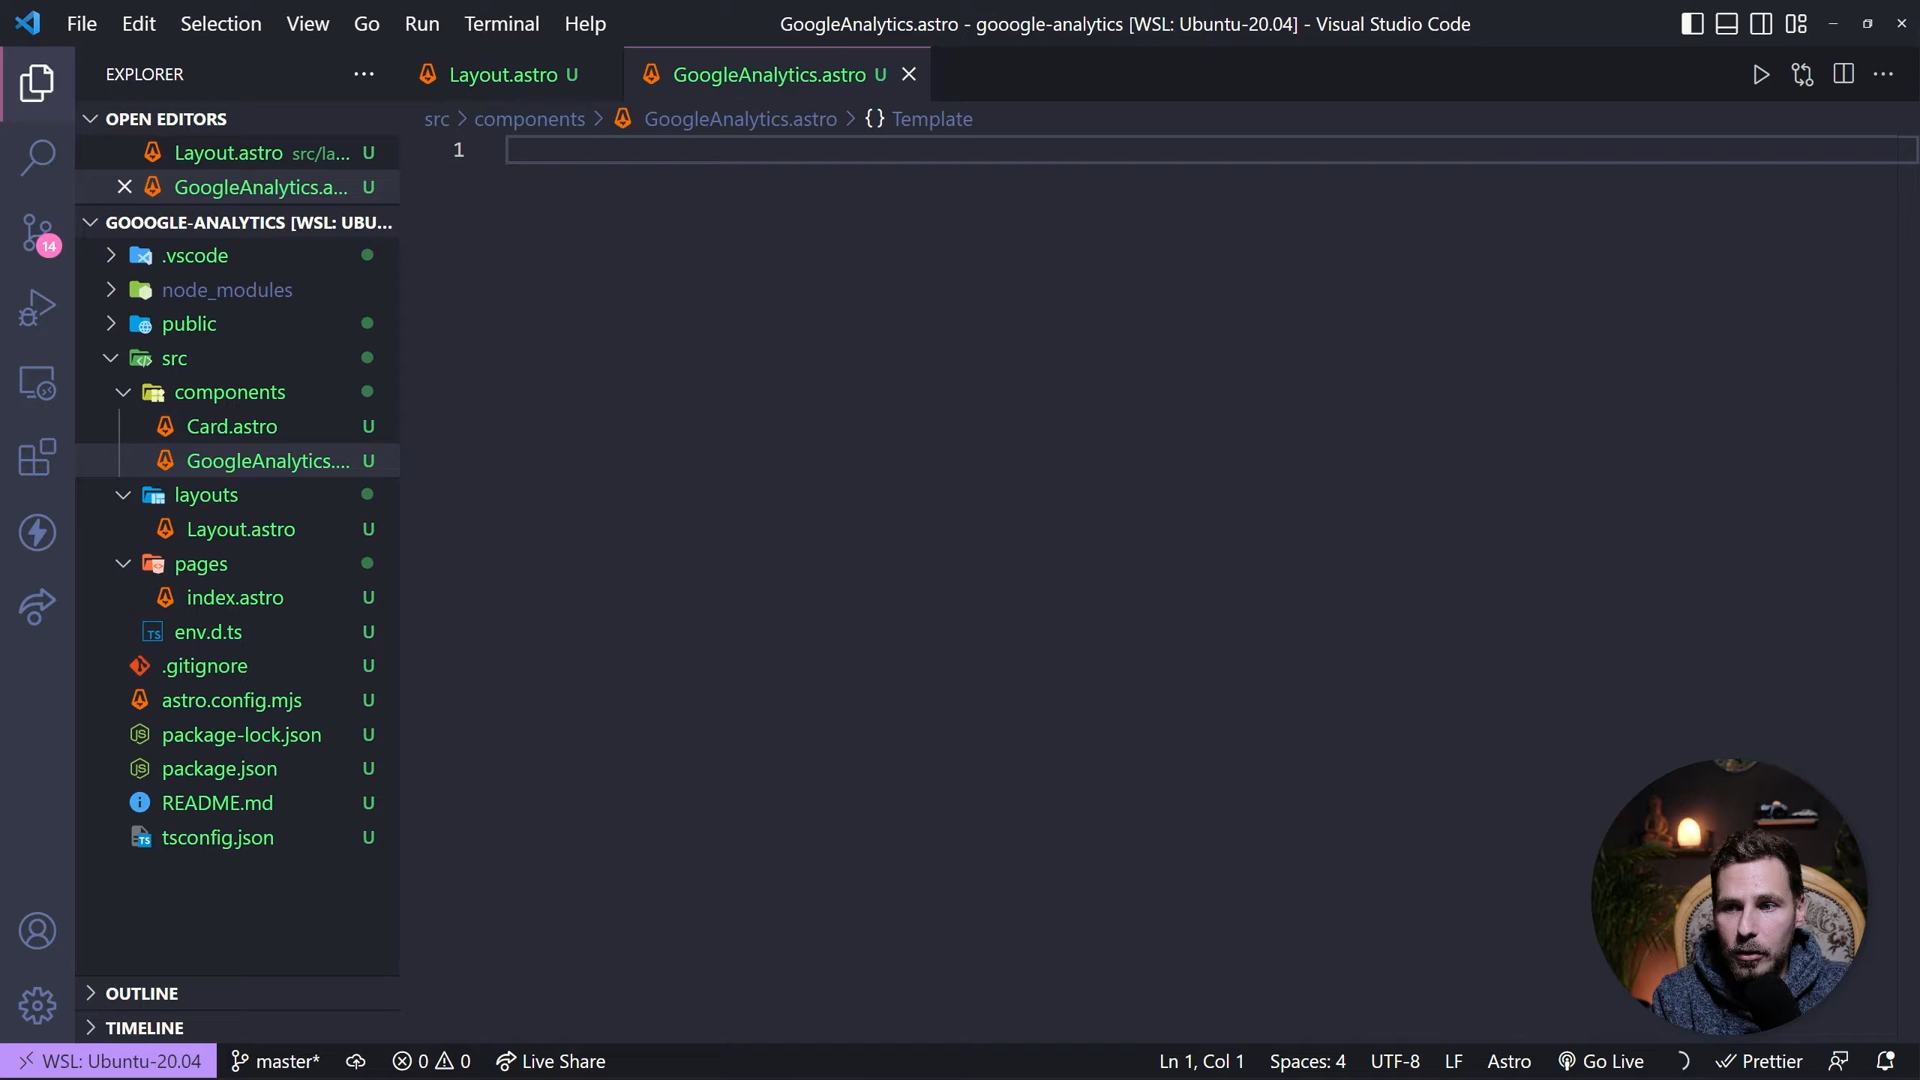 File Edit Selection View Go Run Terminal Help
GoogleAnalytics.astro - gooogle-analytics [WSL: Ubuntu-20.04] - Visual Studio Code
EXPLORER
Layout.astro U
GoogleAnalytics.astro U
OPEN EDITORS
Layout.astro src/la... U
GoogleAnalytics.a... U
src > components > GoogleAnalytics.astro > {} Template
1
GOOOGLE-ANALYTICS [WSL: UBU...
.vscode
node_modules
public
src
components
Card.astro U
GoogleAnalytics.... U
layouts
Layout.astro U
pages
index.astro U
TS env.d.ts U
.gitignore U
astro.config.mjs U
package-lock.json U
package.json U
README.md U
TS tsconfig.json U
14
OUTLINE
TIMELINE
WSL: Ubuntu-20.04 master* 0 0 Live Share
Ln 1, Col 1 Spaces: 4 UTF-8 LF Astro Go Live Prettier